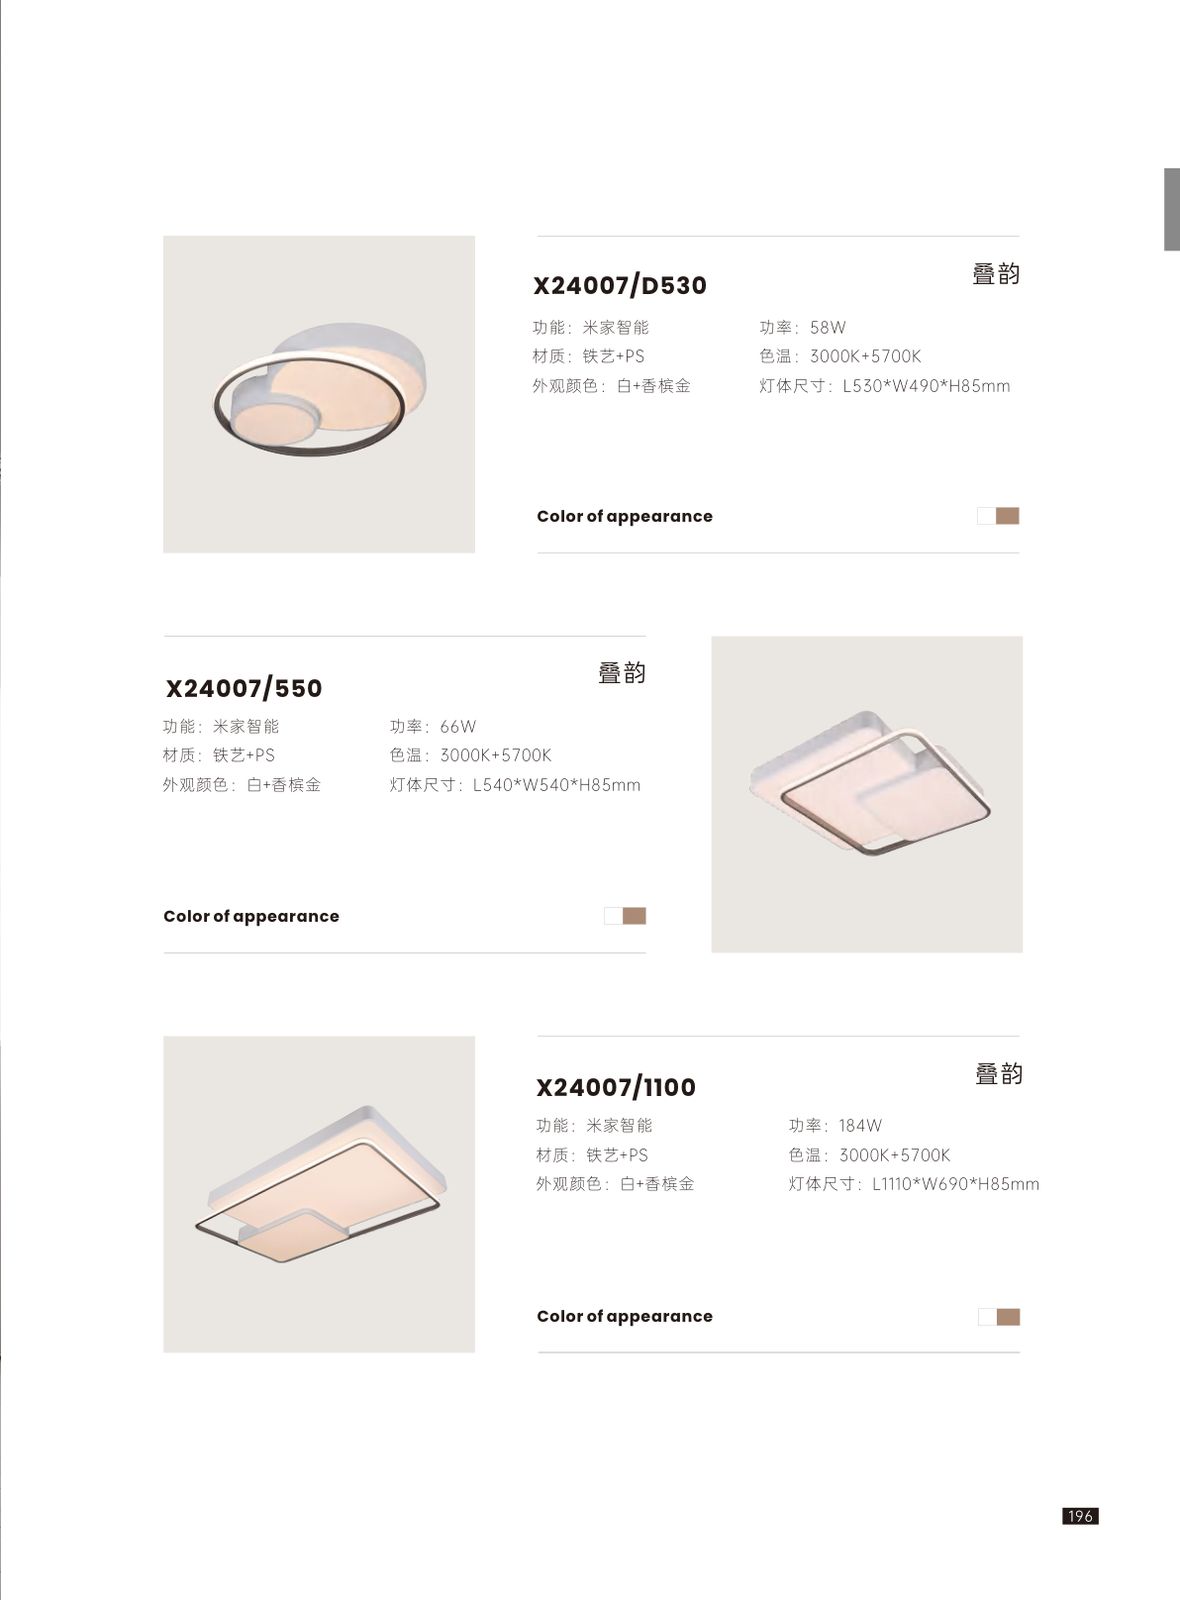 X24007/D530
叠韵
功能：米家智能
功率：58W
材质：铁艺+PS
色温：3000K+5700K
外观颜色：白+香槟金
灯体尺寸：L530*W490*H85mm
Color of appearance
X24007/550
叠韵
功能：米家智能
功率：66W
材质：铁艺+PS
色温：3000K+5700K
外观颜色：白+香槟金
灯体尺寸：L540*W540*H85mm
Color of appearance
X24007/1100
叠韵
功能：米家智能
功率：184W
材质：铁艺+PS
色温：3000K+5700K
外观颜色：白+香槟金
灯体尺寸：L1110*W690*H85mm
Color of appearance
196